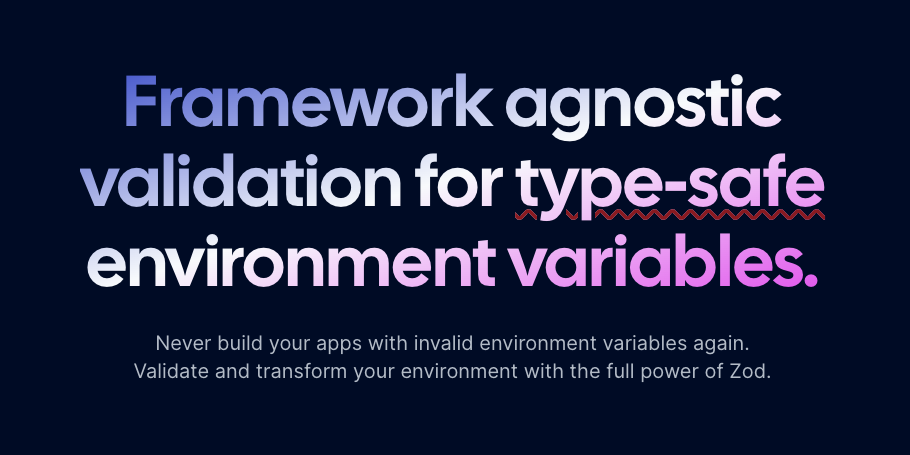 Framework agnostic
validation for type-safe
environment variables.
Never build your apps with invalid environment variables again.
Validate and transform your environment with the full power of Zod.